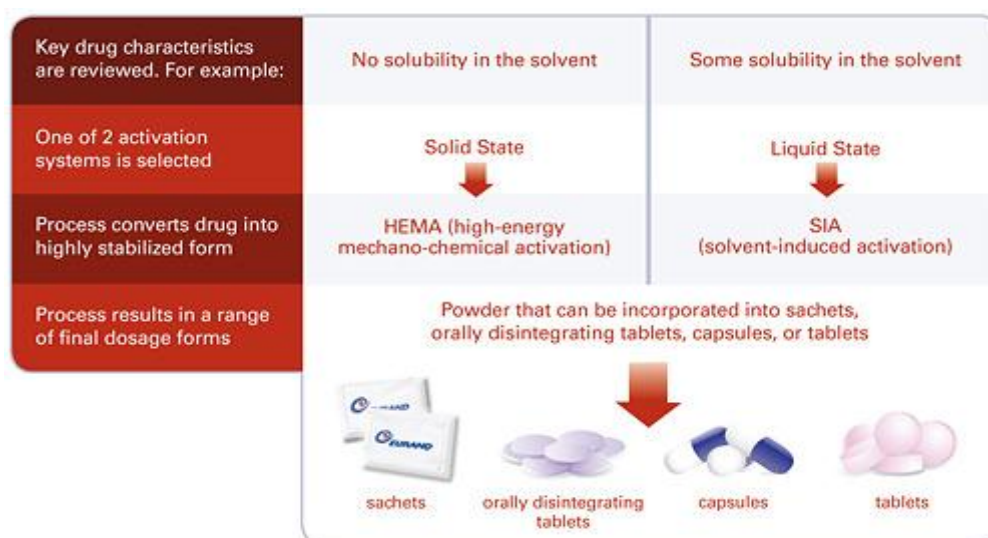 Key drug characteristics
are reviewed. For example:
No solubility in the solvent
Some solubility in the solvent
One of 2 activation
systems is selected
Solid State
Liquid State
Process converts drug into
highly stabilized form
HEMA (high-energy
mechano-chemical activation)
SIA
(solvent-induced activation)
Process results in a range
of final dosage forms
Powder that can be incorporated into sachets,
orally disintegrating tablets, capsules, or tablets
EURAND
sachets
orally disintegrating
tablets
capsules
tablets